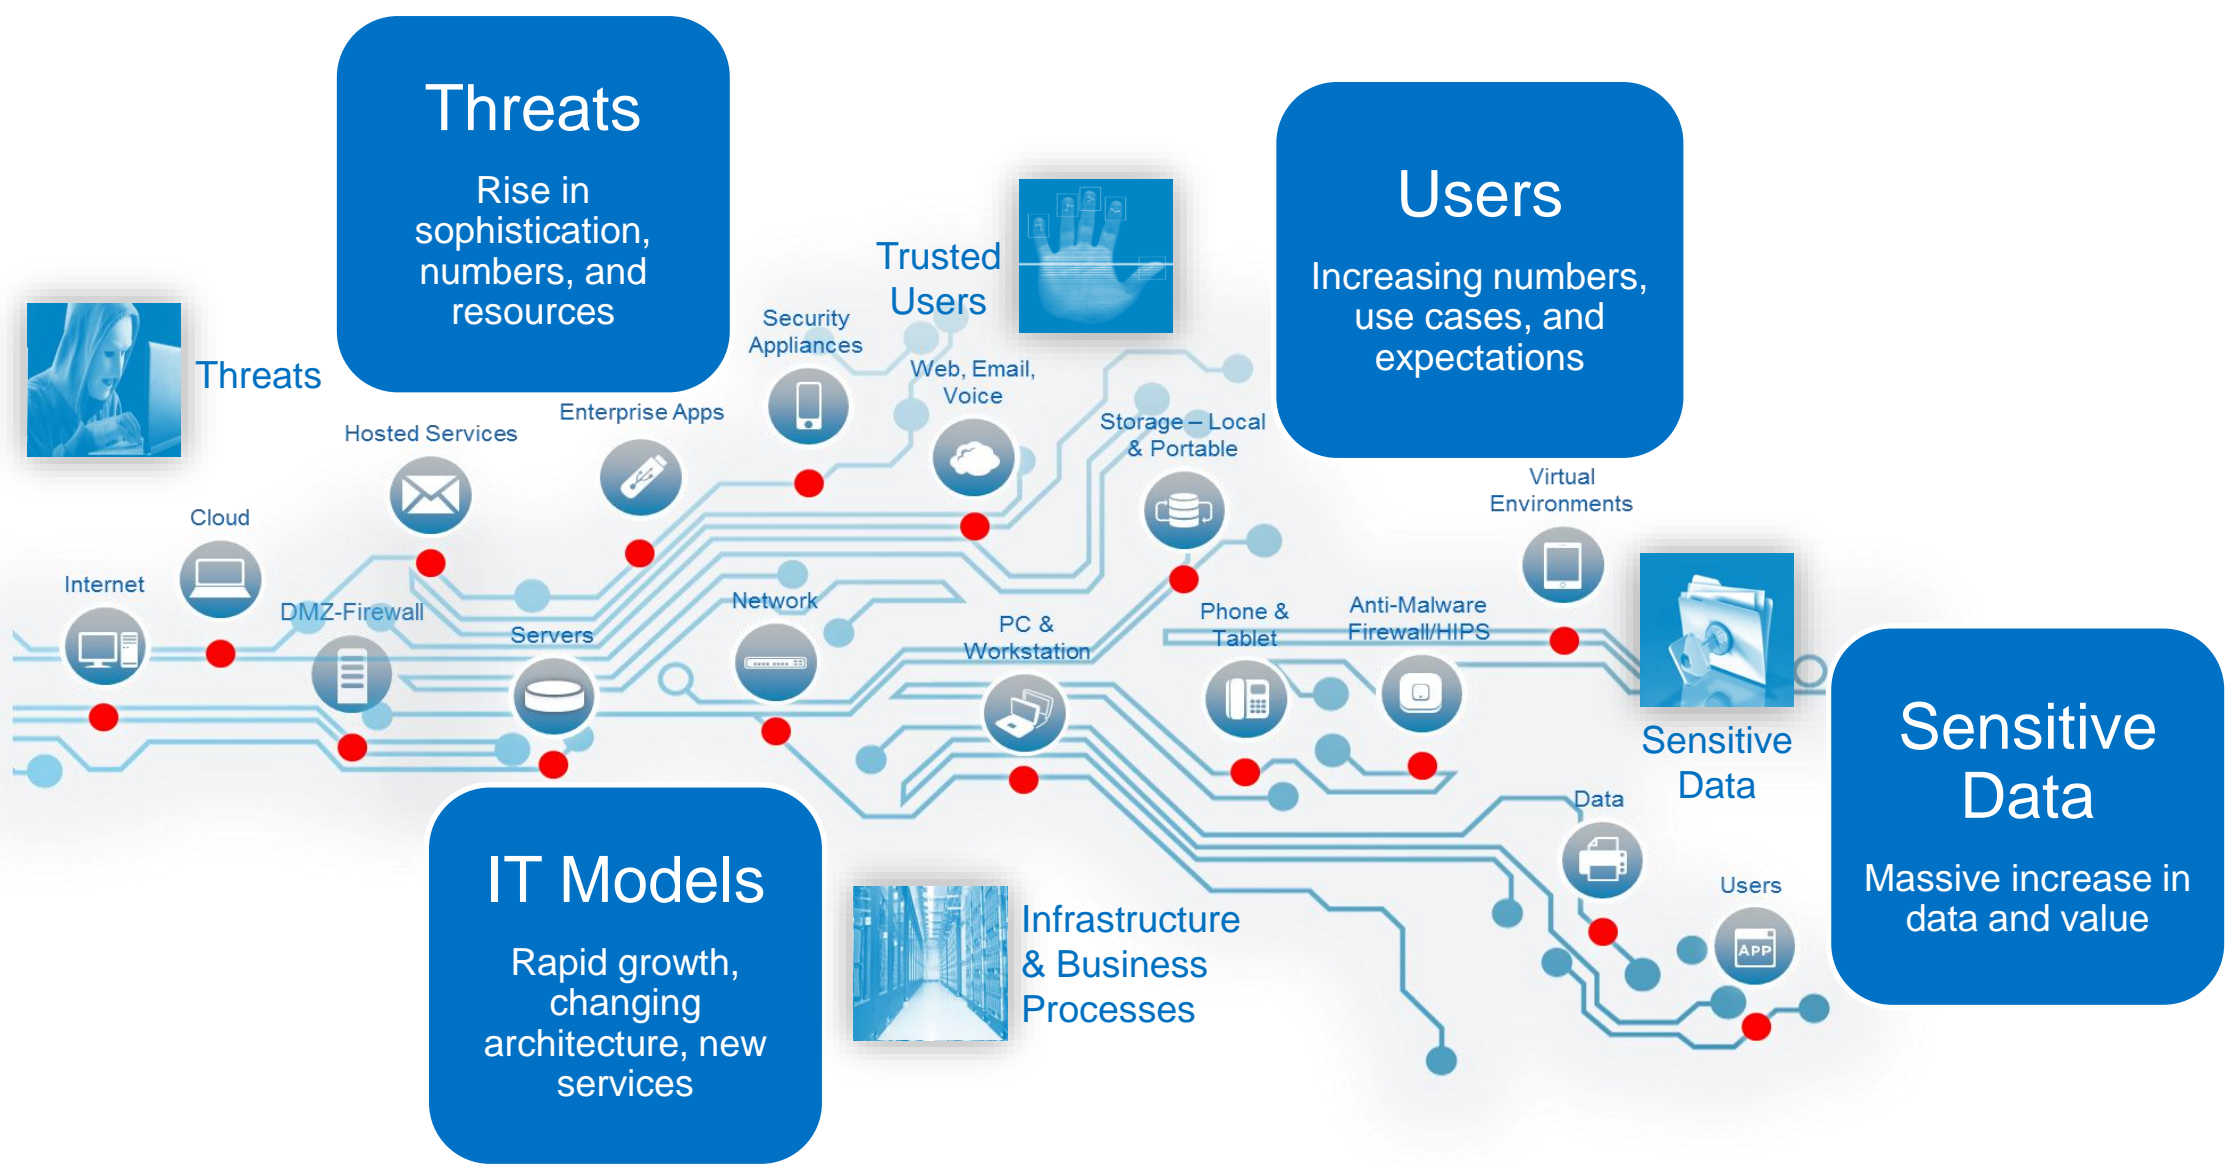 Threats
Rise in
sophistication,
numbers, and
resources
Users
Increasing numbers,
use cases, and
expectations
Trusted
Users
Threats
Security
Appliances
Web, Email,
Voice
Enterprise Apps
Hosted Services
Storage – Local
& Portable
Virtual
Environments
Cloud
Internet
DMZ-Firewall
Servers
Network
PC &
Workstation
Phone &
Tablet
Anti-Malware
Firewall/HIPS
Sensitive
Data
Sensitive
Data
Massive increase in
data and value
Data
Users
APP
IT Models
Rapid growth,
changing
architecture, new
services
Infrastructure
& Business
Processes